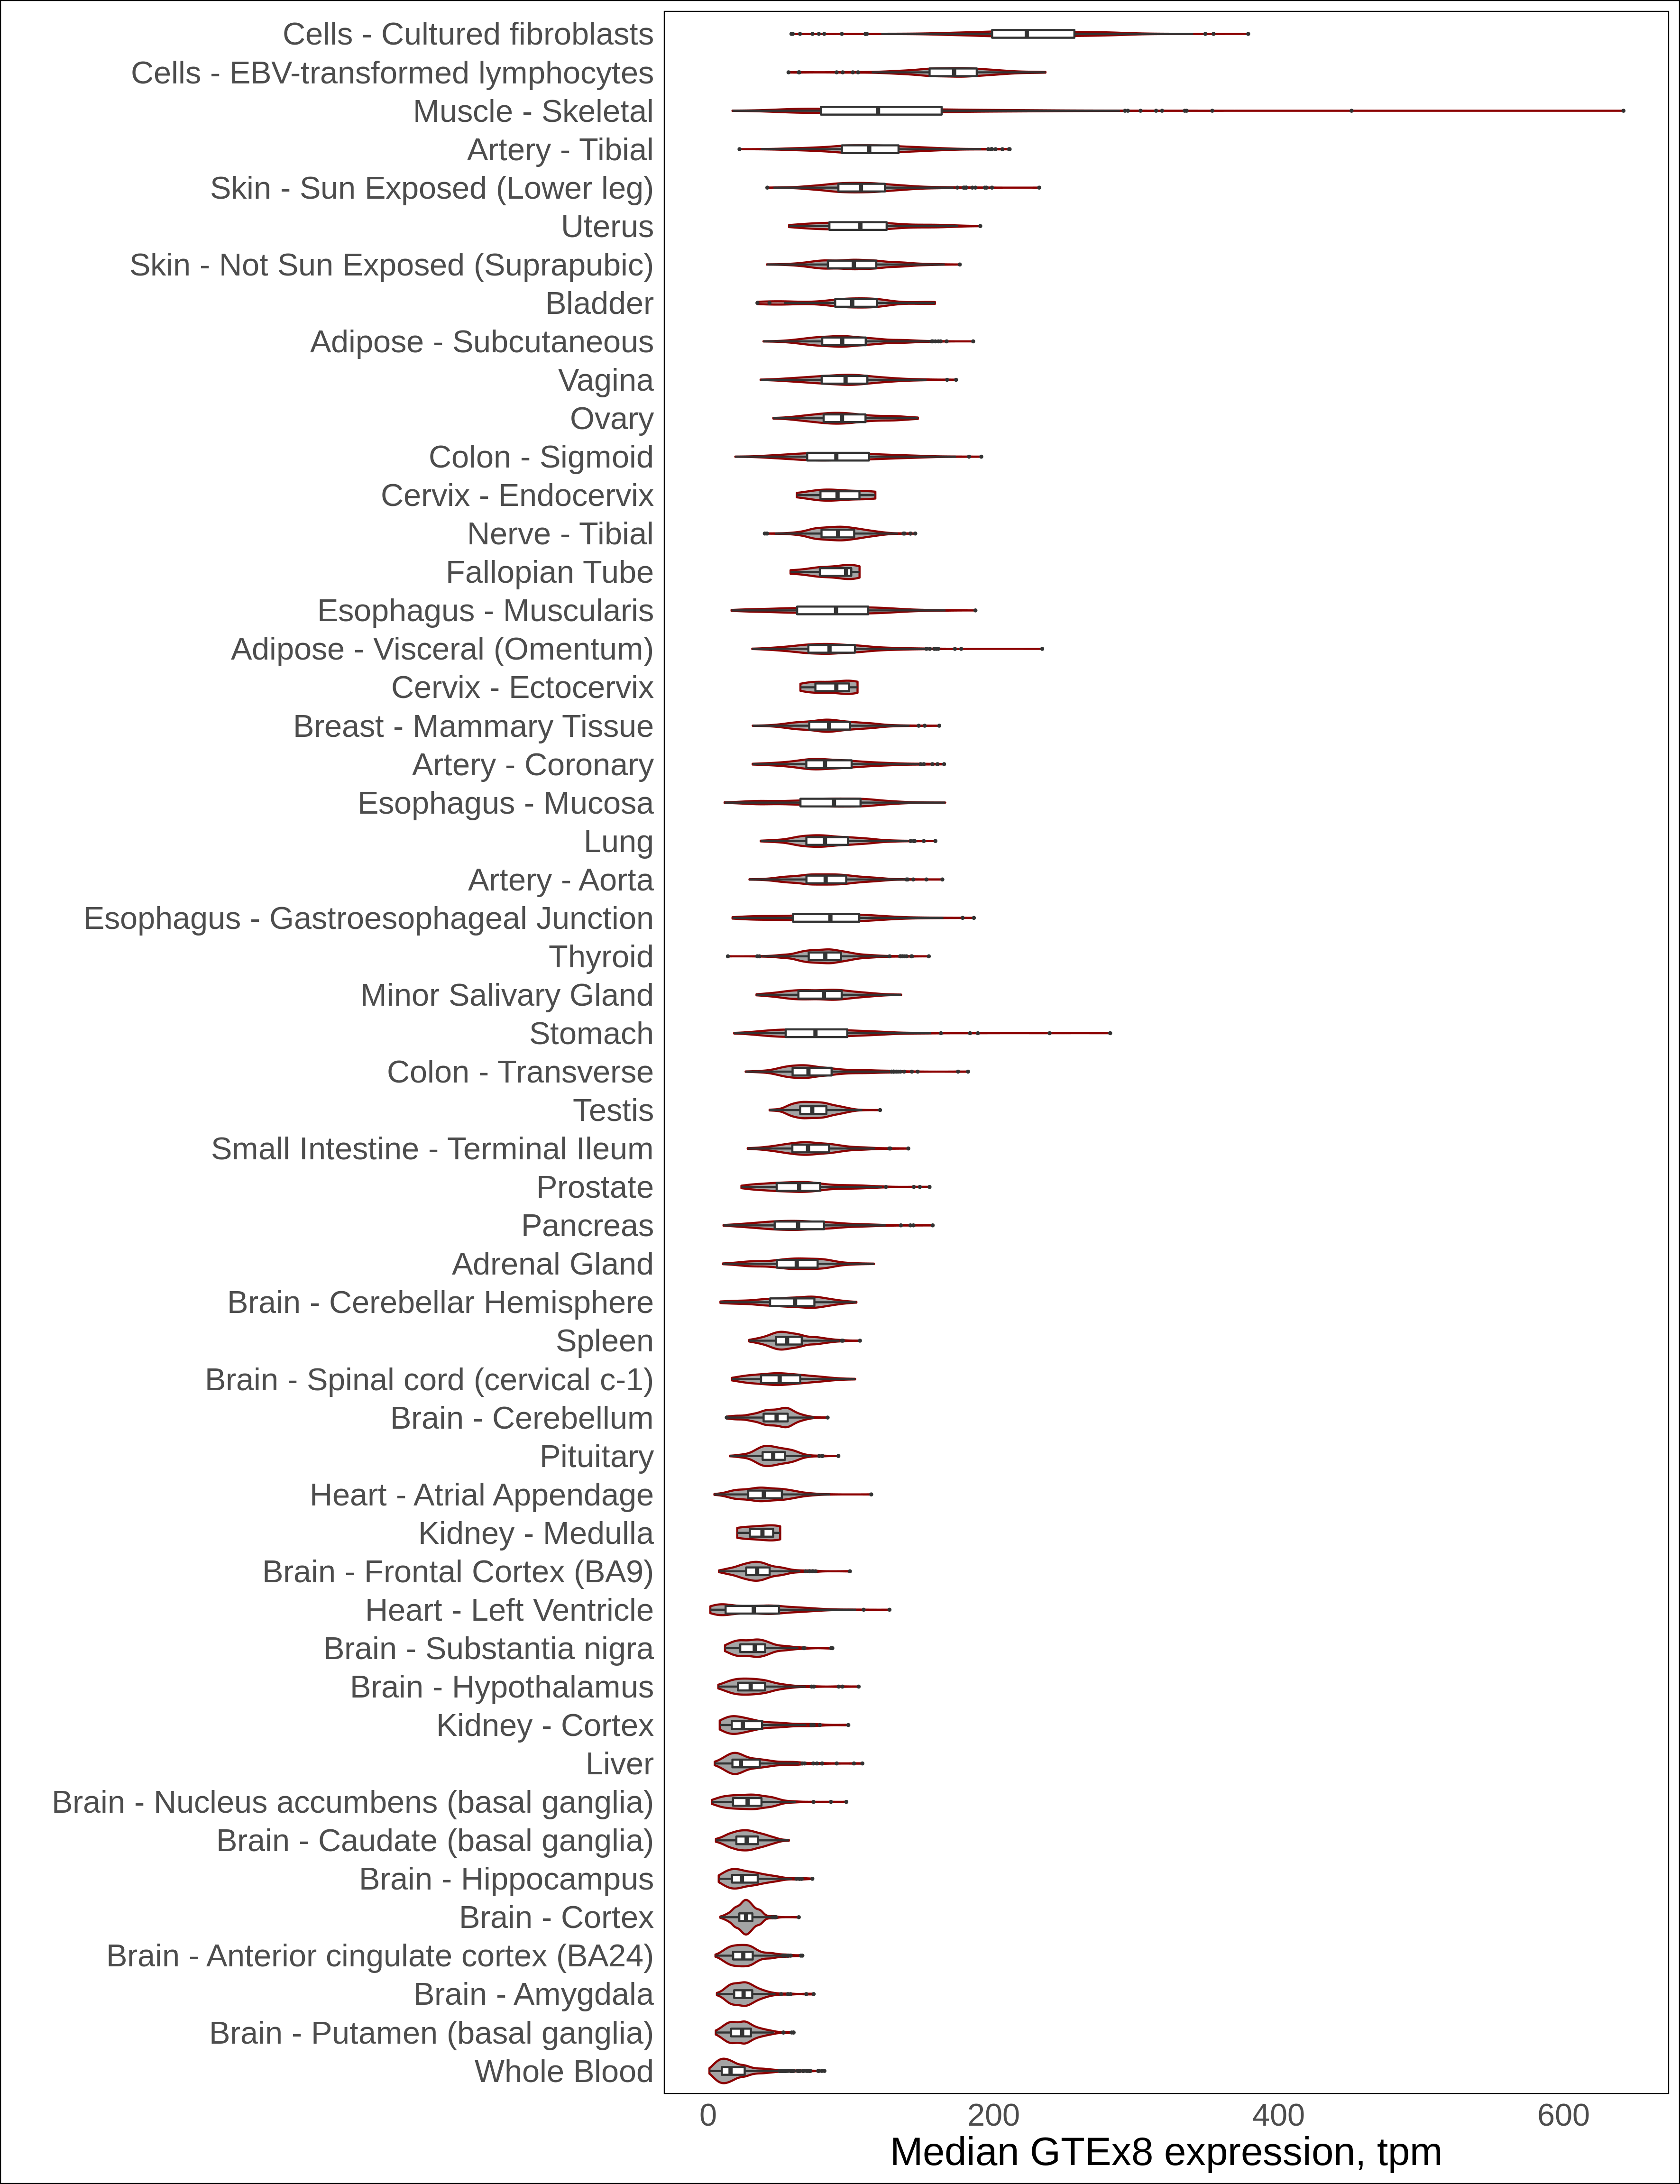 Cells - Cultured fibroblasts
Cells - EBV-transformed lymphocytes
Muscle - Skeletal
Artery - Tibial
Skin - Sun Exposed (Lower leg)
Uterus
Skin - Not Sun Exposed (Suprapubic)
Bladder
Adipose - Subcutaneous
Vagina
Ovary
Colon - Sigmoid
Cervix - Endocervix
Nerve - Tibial
Fallopian Tube
Esophagus - Muscularis
Adipose - Visceral (Omentum)
Cervix - Ectocervix
Breast - Mammary Tissue
Artery - Coronary
Esophagus - Mucosa
Lung
Artery - Aorta
Esophagus - Gastroesophageal Junction
Thyroid
Minor Salivary Gland
Stomach
Colon - Transverse
Testis
Small Intestine - Terminal Ileum
Prostate
Pancreas
Adrenal Gland
Brain - Cerebellar Hemisphere
Spleen
Brain - Spinal cord (cervical c-1)
Brain - Cerebellum
Pituitary
Heart - Atrial Appendage
Kidney - Medulla
Brain - Frontal Cortex (BA9)
Heart - Left Ventricle
Brain - Substantia nigra
Brain - Hypothalamus
Kidney - Cortex
Liver
Brain - Nucleus accumbens (basal ganglia)
Brain - Caudate (basal ganglia)
Brain - Hippocampus
Brain - Cortex
Brain - Anterior cingulate cortex (BA24)
Brain - Amygdala
Brain - Putamen (basal ganglia)
Whole Blood
0 200 400 600
Median GTEx8 expression, tpm